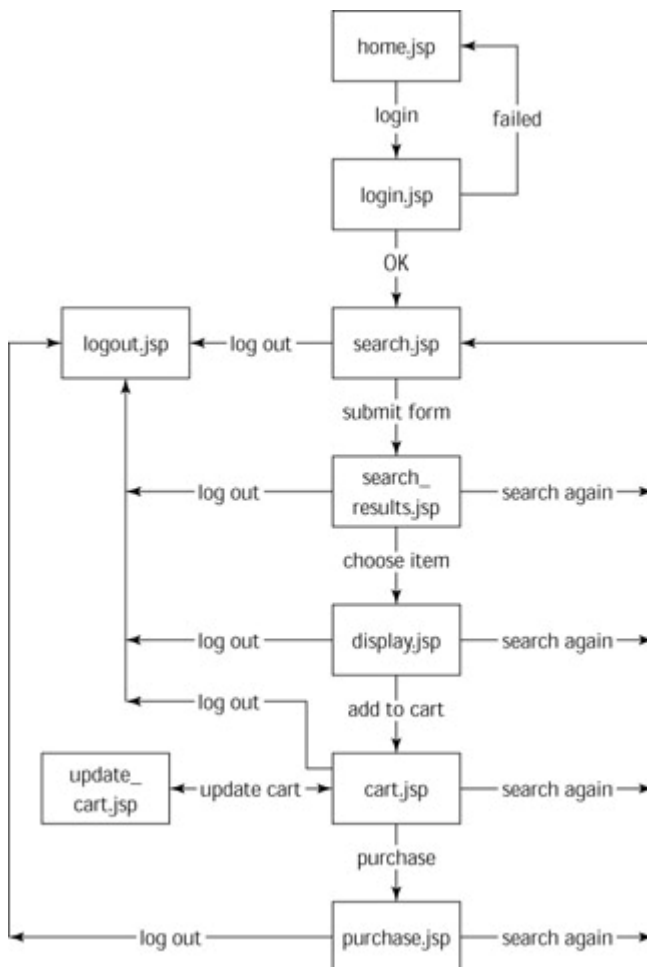 home.jsp
login
failed
login.jsp
OK
logout.jsp
log out
search.jsp
submit form
log out
search_
results.jsp
search again
choose item
log out
display.jsp
search again
log out
add to cart
update_
cart.jsp
update cart
cart.jsp
search again
purchase
log out
purchase.jsp
search again